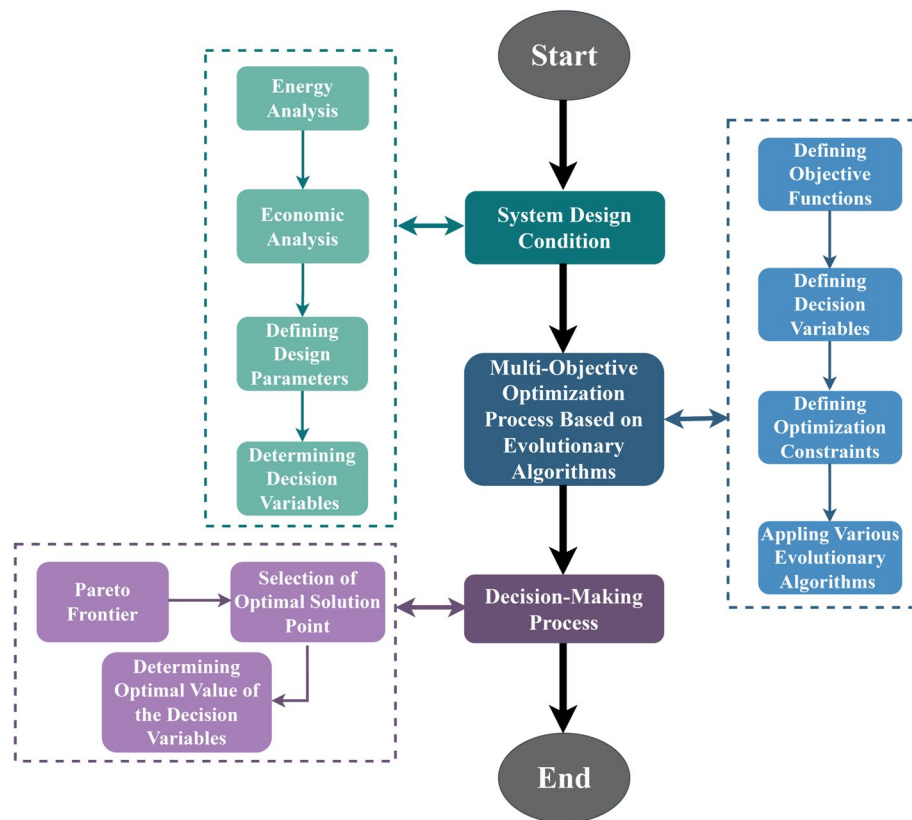 Start
Energy
Analysis
Economic
Analysis
Defining
Design
Parameters
Determining
Decision
Variables
System Design
Condition
Defining
Objective
Functions
Defining
Decision
Variables
Defining
Optimization
Constraints
Appling Various
Evolutionary
Algorithms
Multi-Objective
Optimization
Process Based on
Evolutionary
Algorithms
Pareto
Frontier
Selection of
Optimal Solution
Point
Determining
Optimal Value of
the Decision
Variables
Decision-Making
Process
End